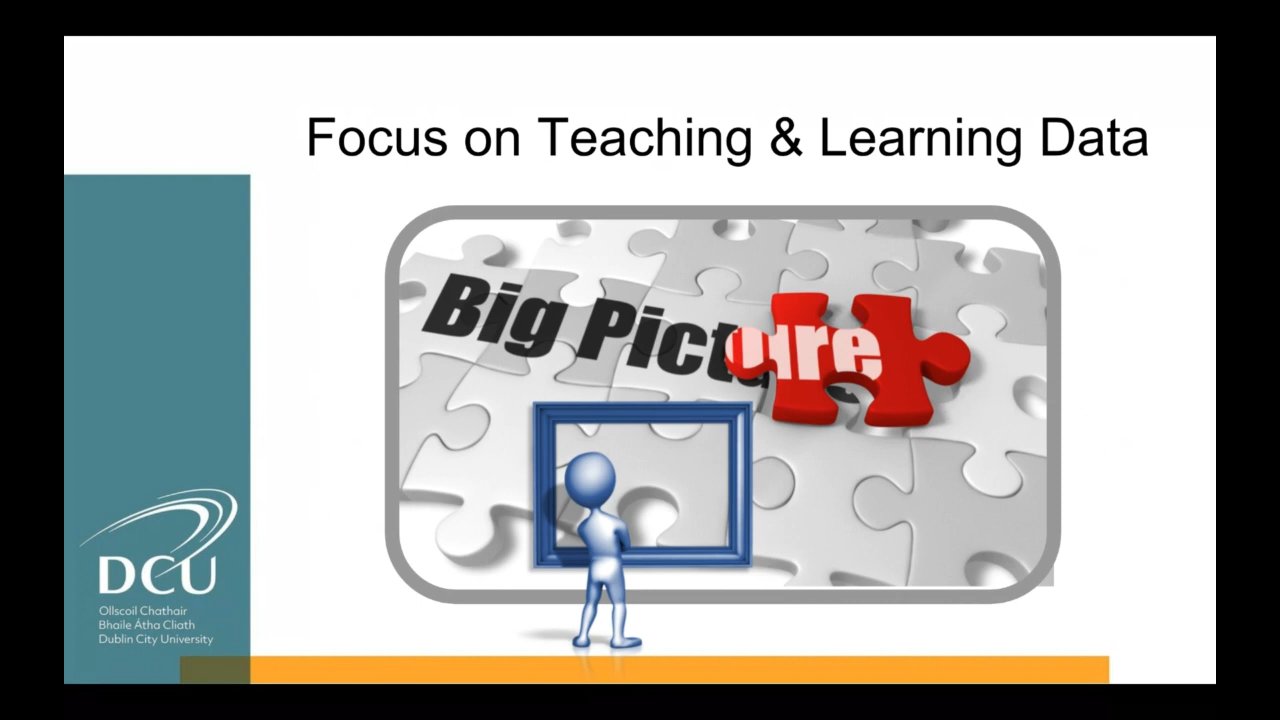 Focus on Teaching & Learning Data
Big Picture
DCU
Ollscoil Chathair
Bhaile Átha Cliath
Dublin City University